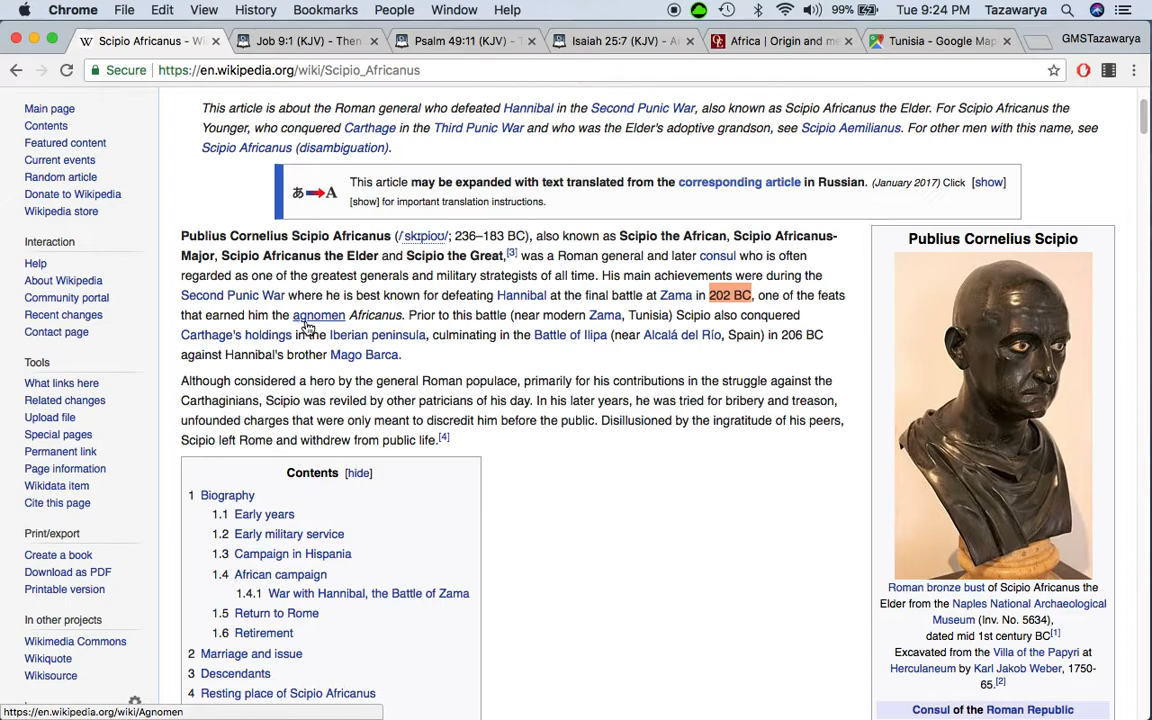 Chrome File Edit View History Bookmarks People Window Help 99% Tue 9:24 PM Tazawarya
Scipio Africanus - Wi Job 9:1 (KJV) - Then Psalm 49:11 (KJV) - T Isaiah 25:7 (KJV) - An Africa | Origin and me Tunisia - Google Map GMSTazawarya
Secure https://en.wikipedia.org/wiki/Scipio_Africanus
Main page
Contents
Featured content
Current events
Random article
Donate to Wikipedia
Wikipedia store
Interaction
Help
About Wikipedia
Community portal
Recent changes
Contact page
Tools
What links here
Related changes
Upload file
Special pages
Permanent link
Page information
Wikidata item
Cite this page
Print/export
Create a book
Download as PDF
Printable version
In other projects
Wikimedia Commons
Wikiquote
Wikisource
This article is about the Roman general who defeated Hannibal in the Second Punic War, also known as Scipio Africanus the Elder. For Scipio Africanus the
Younger, who conquered Carthage in the Third Punic War and who was the Elder's adoptive grandson, see Scipio Aemilianus. For other men with this name, see
Scipio Africanus (disambiguation).
あ A
This article may be expanded with text translated from the corresponding article in Russian. (January 2017) Click [show]
[show] for important translation instructions.
Publius Cornelius Scipio Africanus (/ˈskɪpioʊ/; 236–183 BC), also known as Scipio the African, Scipio Africanus-
Major, Scipio Africanus the Elder and Scipio the Great,[3] was a Roman general and later consul who is often
regarded as one of the greatest generals and military strategists of all time. His main achievements were during the
Second Punic War where he is best known for defeating Hannibal at the final battle at Zama in 202 BC, one of the feats
that earned him the agnomen Africanus. Prior to this battle (near modern Zama, Tunisia) Scipio also conquered
Carthage's holdings in the Iberian peninsula, culminating in the Battle of Ilipa (near Alcalá del Río, Spain) in 206 BC
against Hannibal's brother Mago Barca.
Although considered a hero by the general Roman populace, primarily for his contributions in the struggle against the
Carthaginians, Scipio was reviled by other patricians of his day. In his later years, he was tried for bribery and treason,
unfounded charges that were only meant to discredit him before the public. Disillusioned by the ingratitude of his peers,
Scipio left Rome and withdrew from public life.[4]
Contents [hide]
1 Biography
1.1 Early years
1.2 Early military service
1.3 Campaign in Hispania
1.4 African campaign
1.4.1 War with Hannibal, the Battle of Zama
1.5 Return to Rome
1.6 Retirement
2 Marriage and issue
3 Descendants
4 Resting place of Scipio Africanus
Publius Cornelius Scipio
Roman bronze bust of Scipio Africanus the
Elder from the Naples National Archaeological
Museum (Inv. No. 5634),
dated mid 1st century BC[1]
Excavated from the Villa of the Papyri at
Herculaneum by Karl Jakob Weber, 1750-
65.[2]
Consul of the Roman Republic
https://en.wikipedia.org/wiki/Agnomen